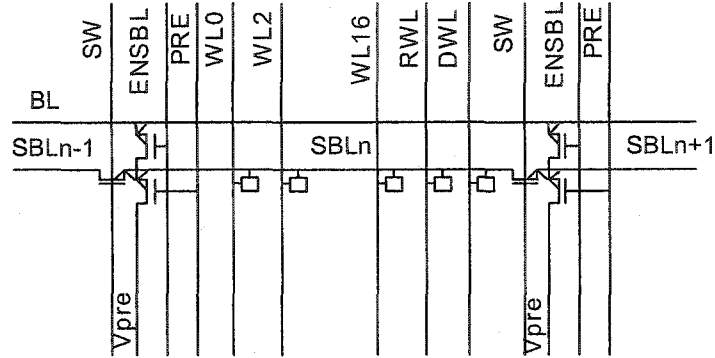 SW
ENSBL
PRE
WL0
WL2
WL16
RWL
DWL
SW
ENSBL
PRE
BL
SBLn-1
SBLn
SBLn+1
Vpre
Vpre